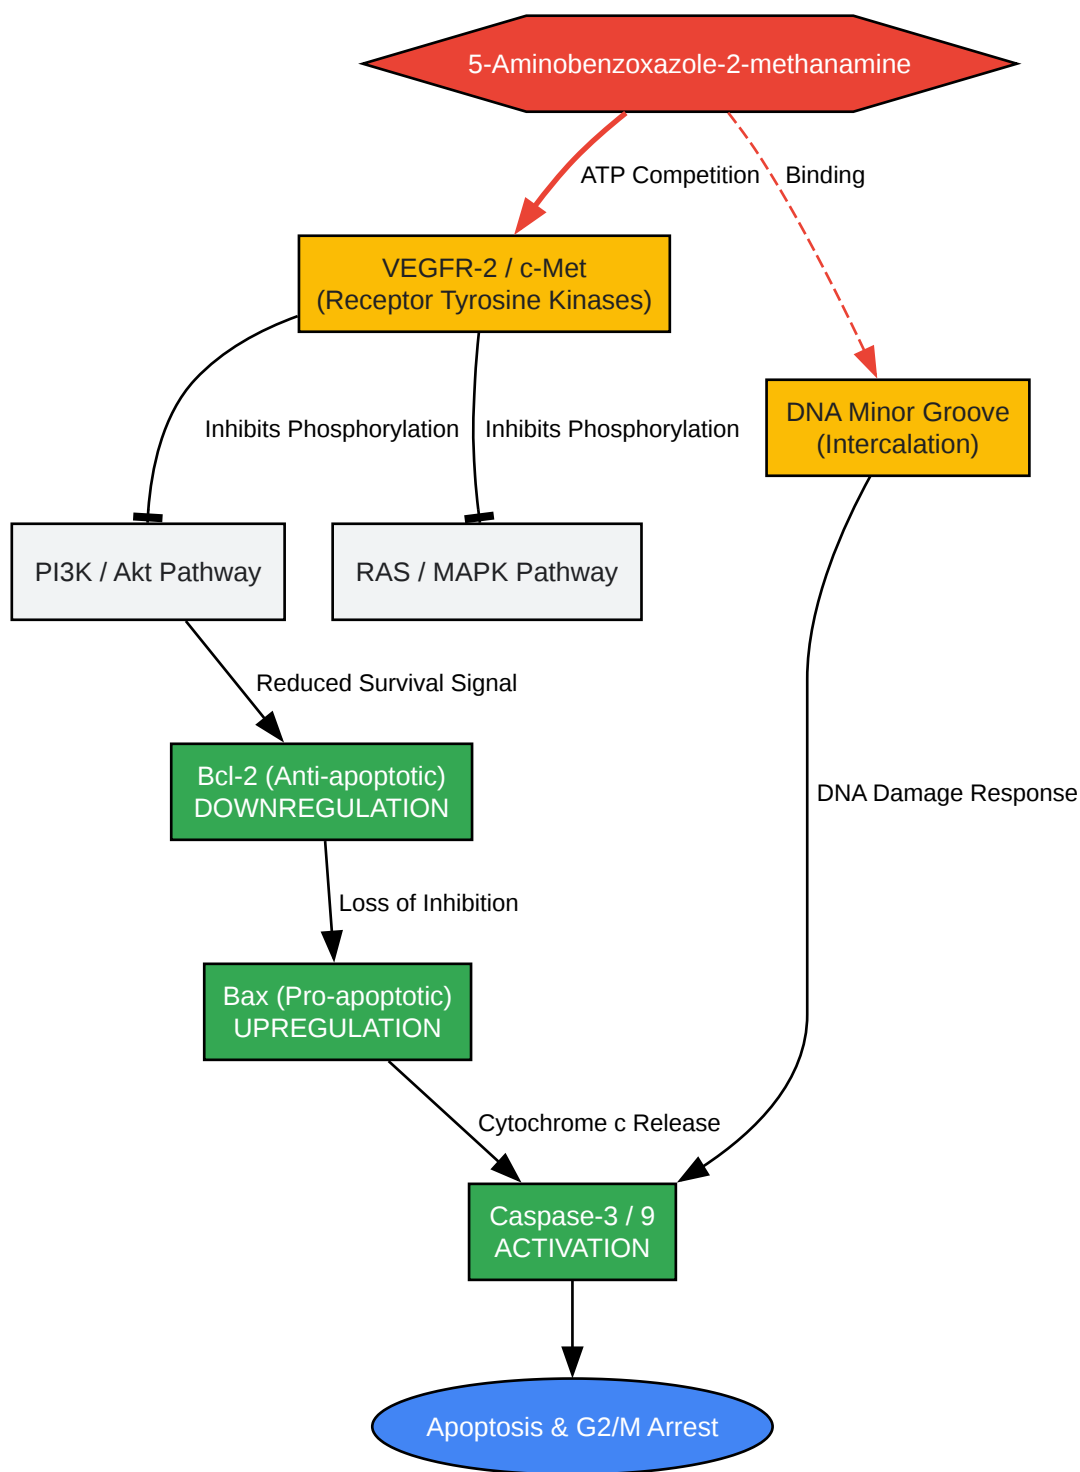 5-Aminobenzoxazole-2-methanamine
ATP Competition
Binding
VEGFR-2 / c-Met
(Receptor Tyrosine Kinases)
DNA Minor Groove
(Intercalation)
Inhibits Phosphorylation
Inhibits Phosphorylation
PI3K / Akt Pathway
RAS / MAPK Pathway
Reduced Survival Signal
Bcl-2 (Anti-apoptotic)
DOWNREGULATION
DNA Damage Response
Loss of Inhibition
Bax (Pro-apoptotic)
UPREGULATION
Cytochrome c Release
Caspase-3 / 9
ACTIVATION
Apoptosis & G2/M Arrest